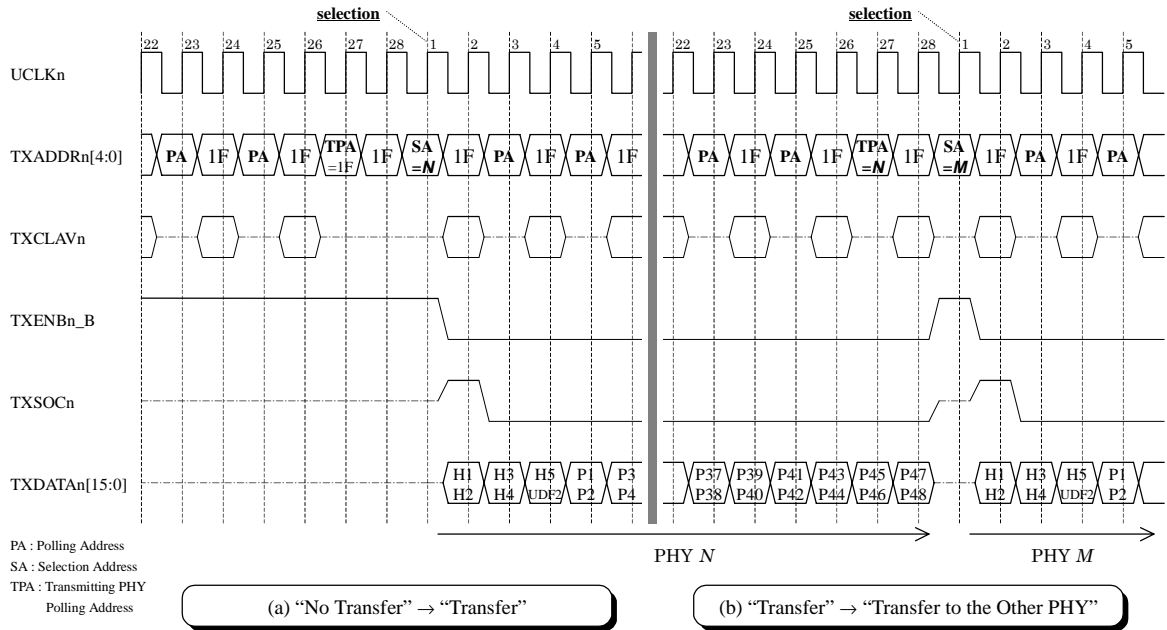 selection selection
22 23 24 25 26 27 28 1 2 3 4 5 22 23 24 25 26 27 28 1 2 3 4 5
UCLKn
TXADDRn[4:0] PA 1F PA 1F TPA =1F 1F SA =N 1F PA 1F PA 1F PA 1F PA 1F TPA =N 1F SA =M 1F PA 1F PA
TXCLAVn
TXENBn_B
TXSOCn
TXDATAn[15:0] H1 H3 H5 P1 P3 P37 P39 P41 P43 P45 P47 H1 H3 H5 P1
H2 H4 UDF2 P2 P4 P38 P40 P42 P44 P46 P48 H2 H4 UDF2 P2
PHY N PHY M
PA : Polling Address
SA : Selection Address
TPA : Transmitting PHY
Polling Address
(a) “No Transfer” → “Transfer” (b) “Transfer” → “Transfer to the Other PHY”